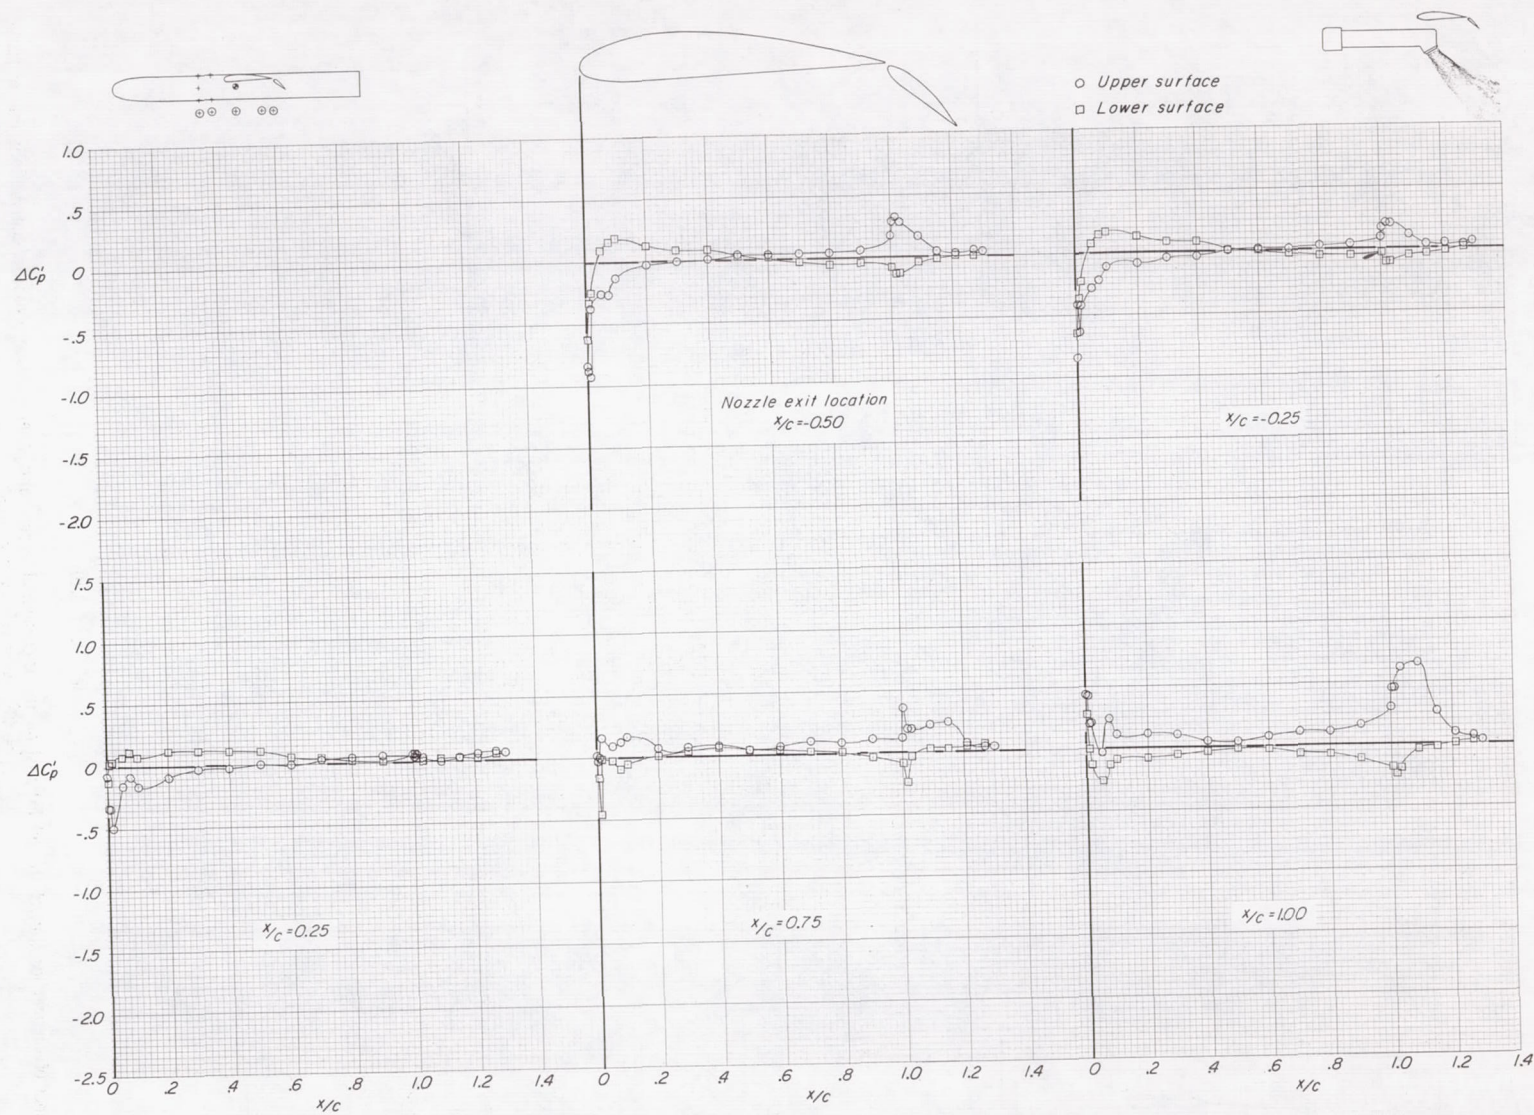 Upper surface
Lower surface
1.0
.5
ΔC′p 0
-.5
-1.0
-1.5
-2.0
Nozzle exit location
x/c=-0.50
x/c=-0.25
1.5
1.0
.5
ΔC′p 0
-.5
-1.0
-1.5
-2.0
-2.5
x/c=0.25
x/c=0.75
x/c=1.00
0 .2 .4 .6 .8 1.0 1.2 1.4
x/c
0 .2 .4 .6 .8 1.0 1.2
x/c
0 .2 .4 .6 .8 1.0 1.2 1.4
x/c